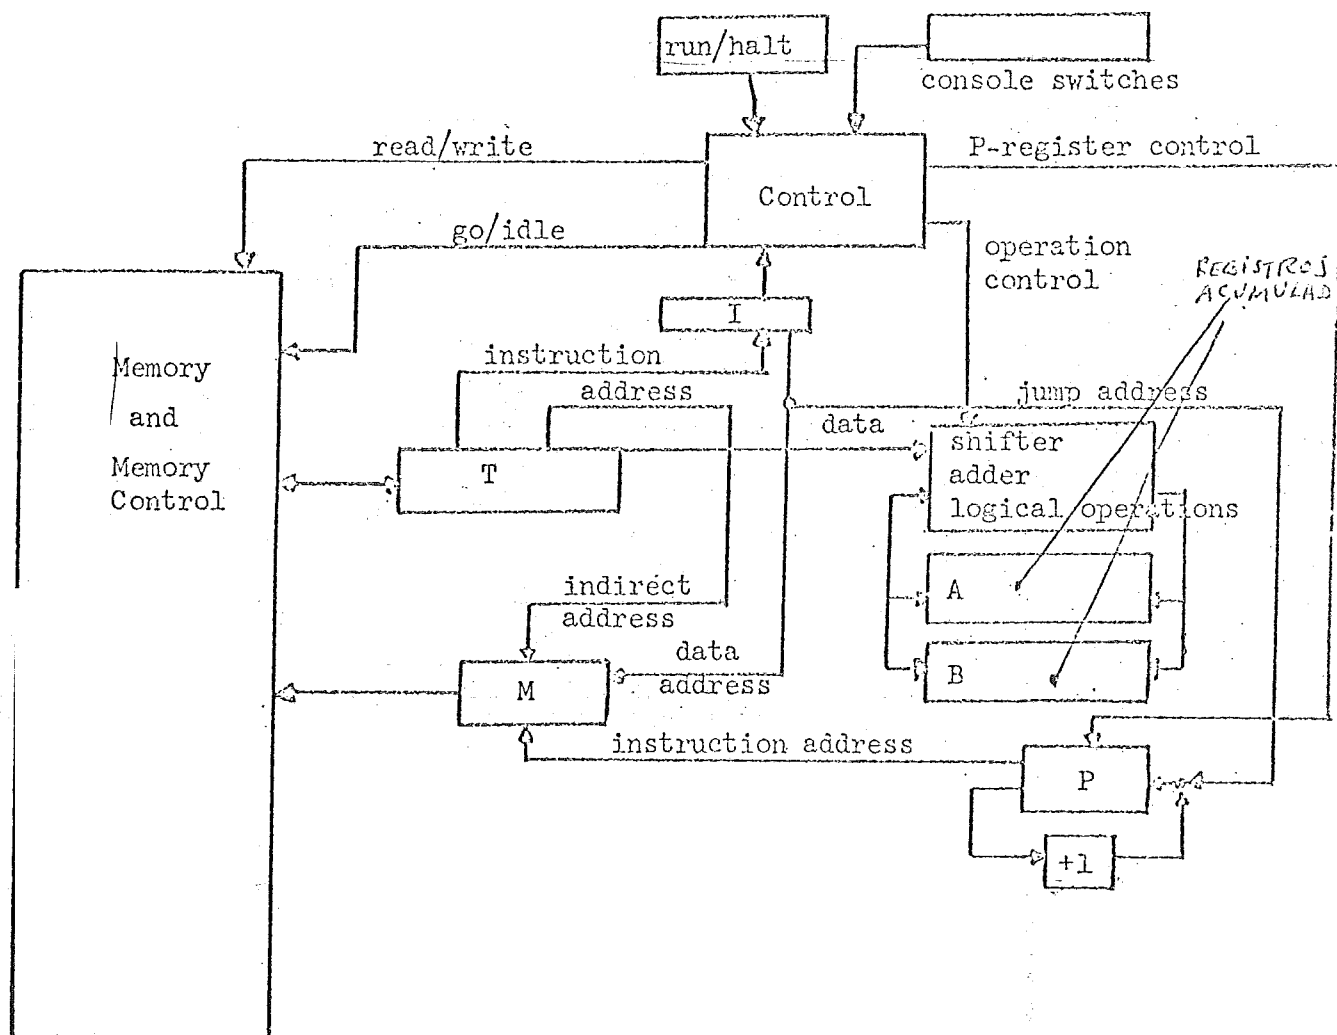 run/halt
console switches
read/write
P-register control
Control
go/idle
operation
control
REGISTROS
ACUMULAD
I
Memory
and
Memory
Control
instruction
address
jump address
data
T
shifter
adder
logical operations
indirect
address
A
data
address
B
M
instruction address
P
+1